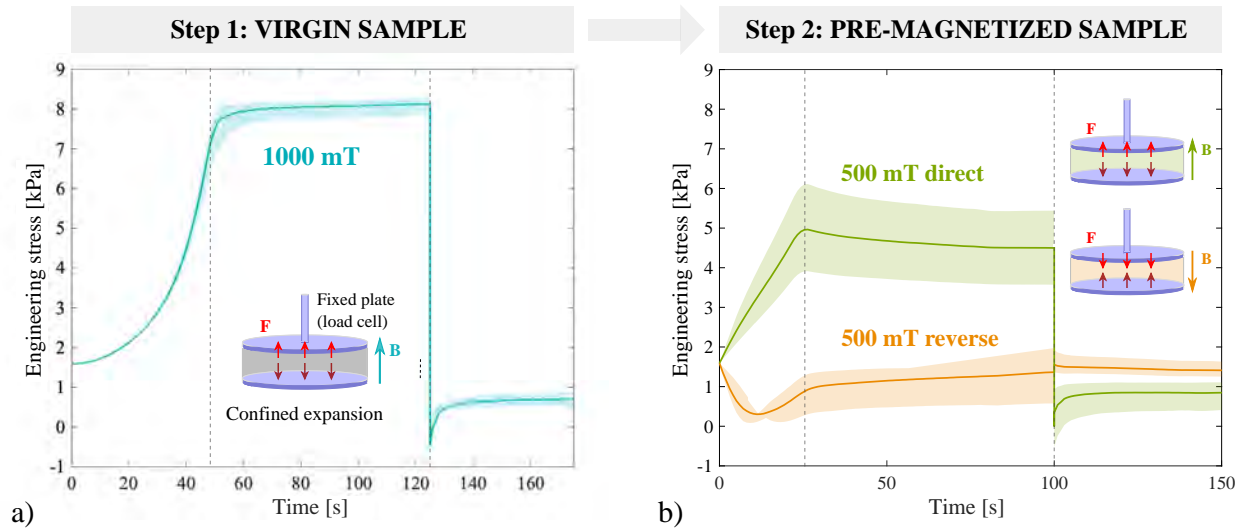 Step 1: VIRGIN SAMPLE
Step 2: PRE-MAGNETIZED SAMPLE
9
8
7
6
5
4
3
2
1
0
-1
Engineering stress [kPa]
1000 mT
Fixed plate
(load cell)
F
B
Confined expansion
0
20
40
60
80
100
120
140
160
Time [s]
a)
9
8
7
6
5
4
3
2
1
0
-1
Engineering stress [kPa]
500 mT direct
F
B
500 mT reverse
F
B
0
50
100
150
Time [s]
b)